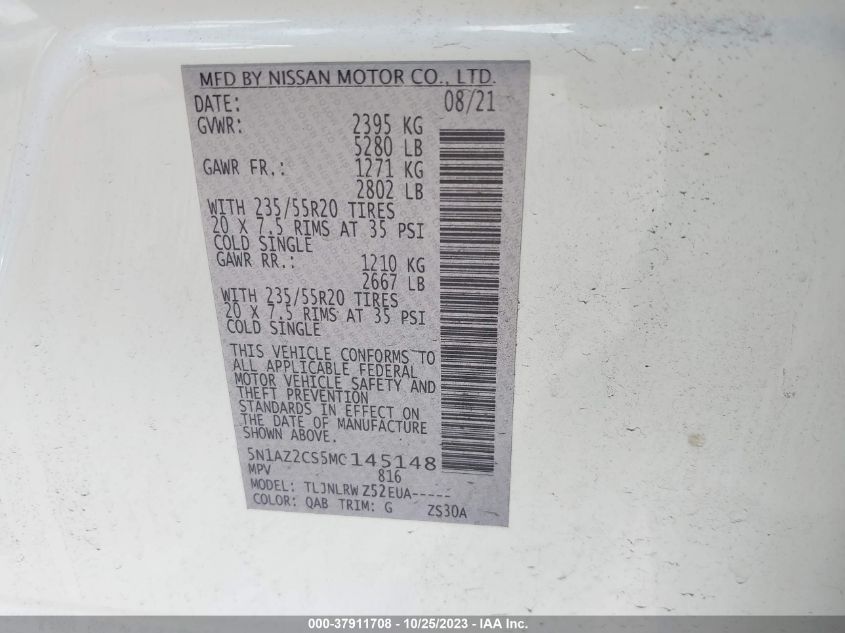 MFD BY NISSAN MOTOR CO., LTD.
DATE: 08/21
GVWR: 2395 KG
5280 LB
GAWR FR.: 1271 KG
2802 LB
WITH 235/55R20 TIRES
20 X 7.5 RIMS AT 35 PSI
COLD SINGLE
GAWR RR.: 1210 KG
2667 LB
WITH 235/55R20 TIRES
20 X 7.5 RIMS AT 35 PSI
COLD SINGLE
THIS VEHICLE CONFORMS TO
ALL APPLICABLE FEDERAL
MOTOR VEHICLE SAFETY AND
THEFT PREVENTION
STANDARDS IN EFFECT ON
THE DATE OF MANUFACTURE
SHOWN ABOVE.
5N1AZ2CS5MC145148
MPV 816
MODEL: TLJNLRW Z52EUA-----
COLOR: QAB TRIM: G ZS30A
000-37911708 - 10/25/2023 - IAA Inc.